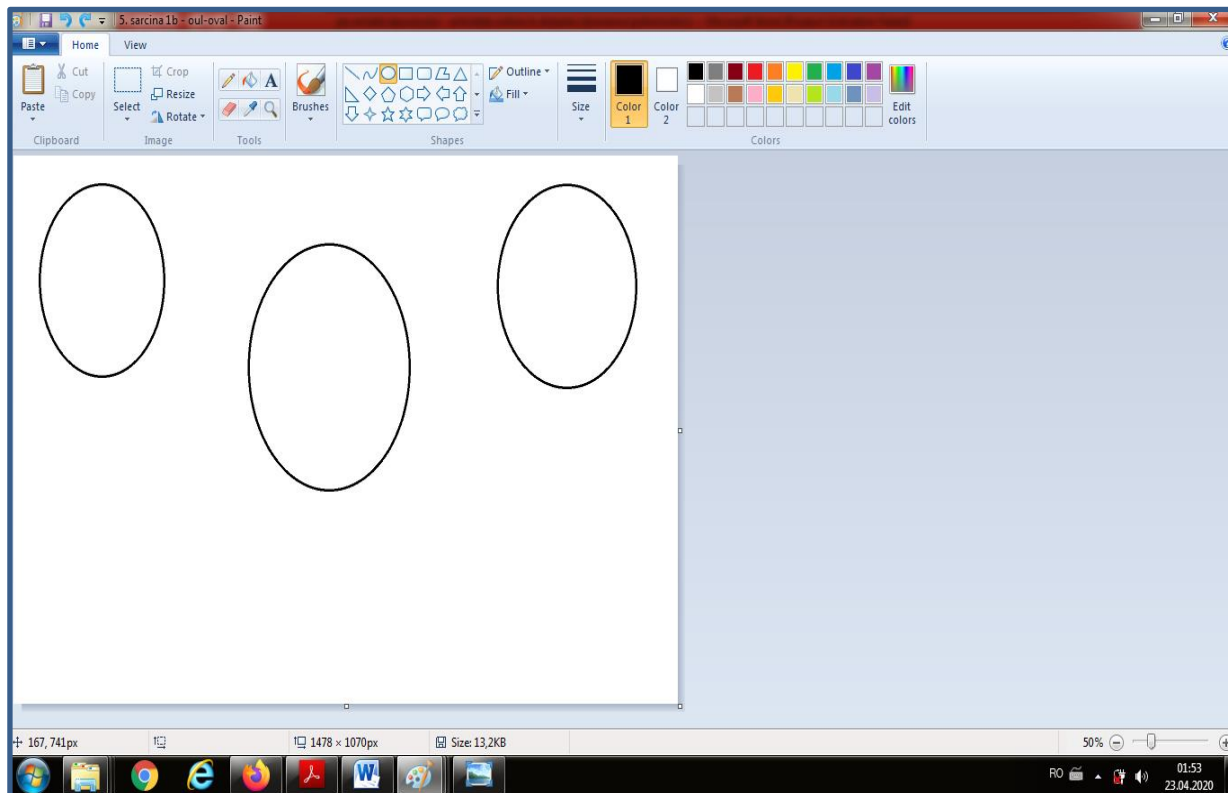 5. sarcina 1b - oul-oval - Paint
Home View
Cut
Copy
Paste
Crop
Resize
Rotate
Select
A
Brushes
Outline
Fill
Size
Color 1
Color 2
Edit colors
Clipboard Image Tools Shapes Colors
167, 741px
1478 × 1070px
Size: 13,2KB
50%
W
RO
01:53
23.04.2020